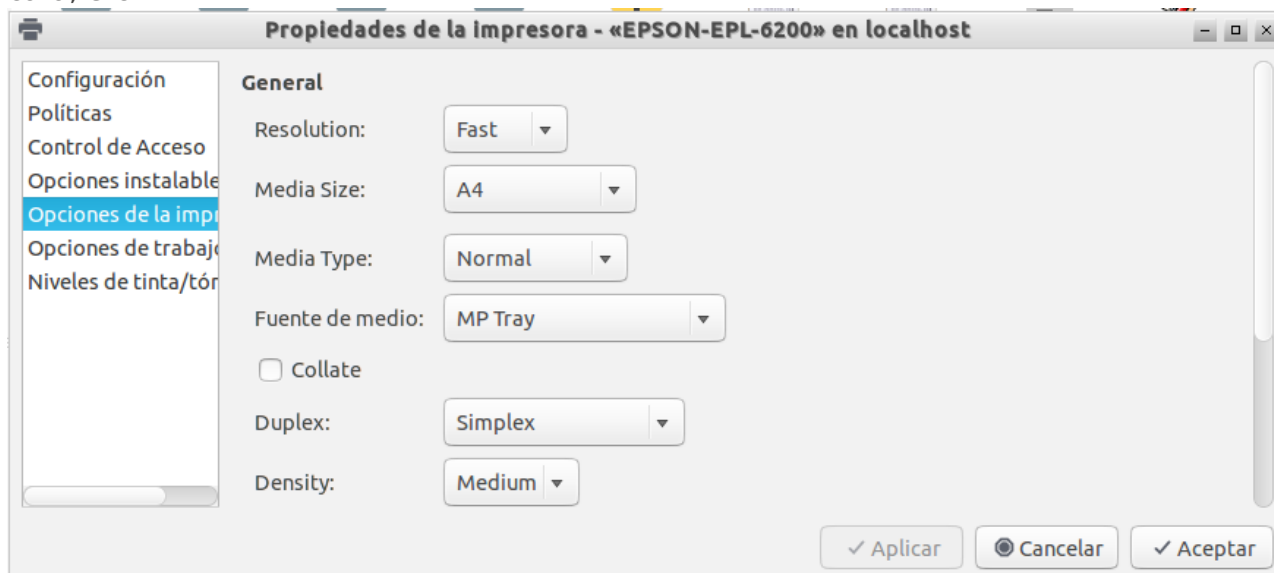 Propiedades de la impresora - «EPSON-EPL-6200» en localhost
Configuración
Políticas
Control de Acceso
Opciones instalable
Opciones de la impr
Opciones de trabajo
Niveles de tinta/tór
General
Resolution: Fast
Media Size: A4
Media Type: Normal
Fuente de medio: MP Tray
Collate
Duplex: Simplex
Density: Medium
Aplicar Cancelar Aceptar